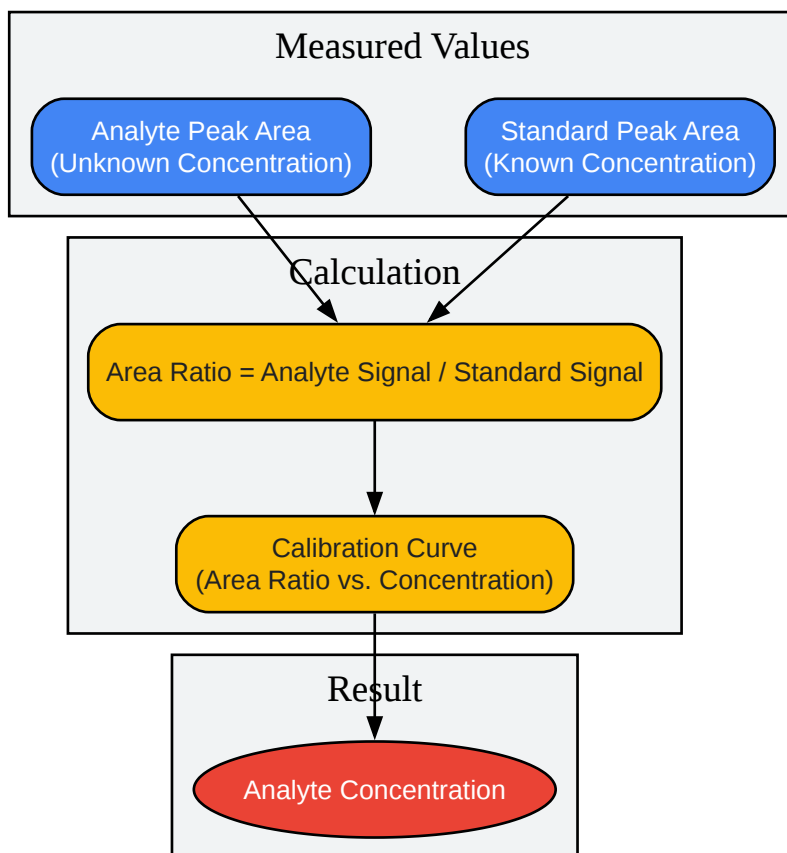 Measured Values
Analyte Peak Area
(Unknown Concentration)
Standard Peak Area
(Known Concentration)
Calculation
Area Ratio = Analyte Signal / Standard Signal
Calibration Curve
(Area Ratio vs. Concentration)
Result
Analyte Concentration